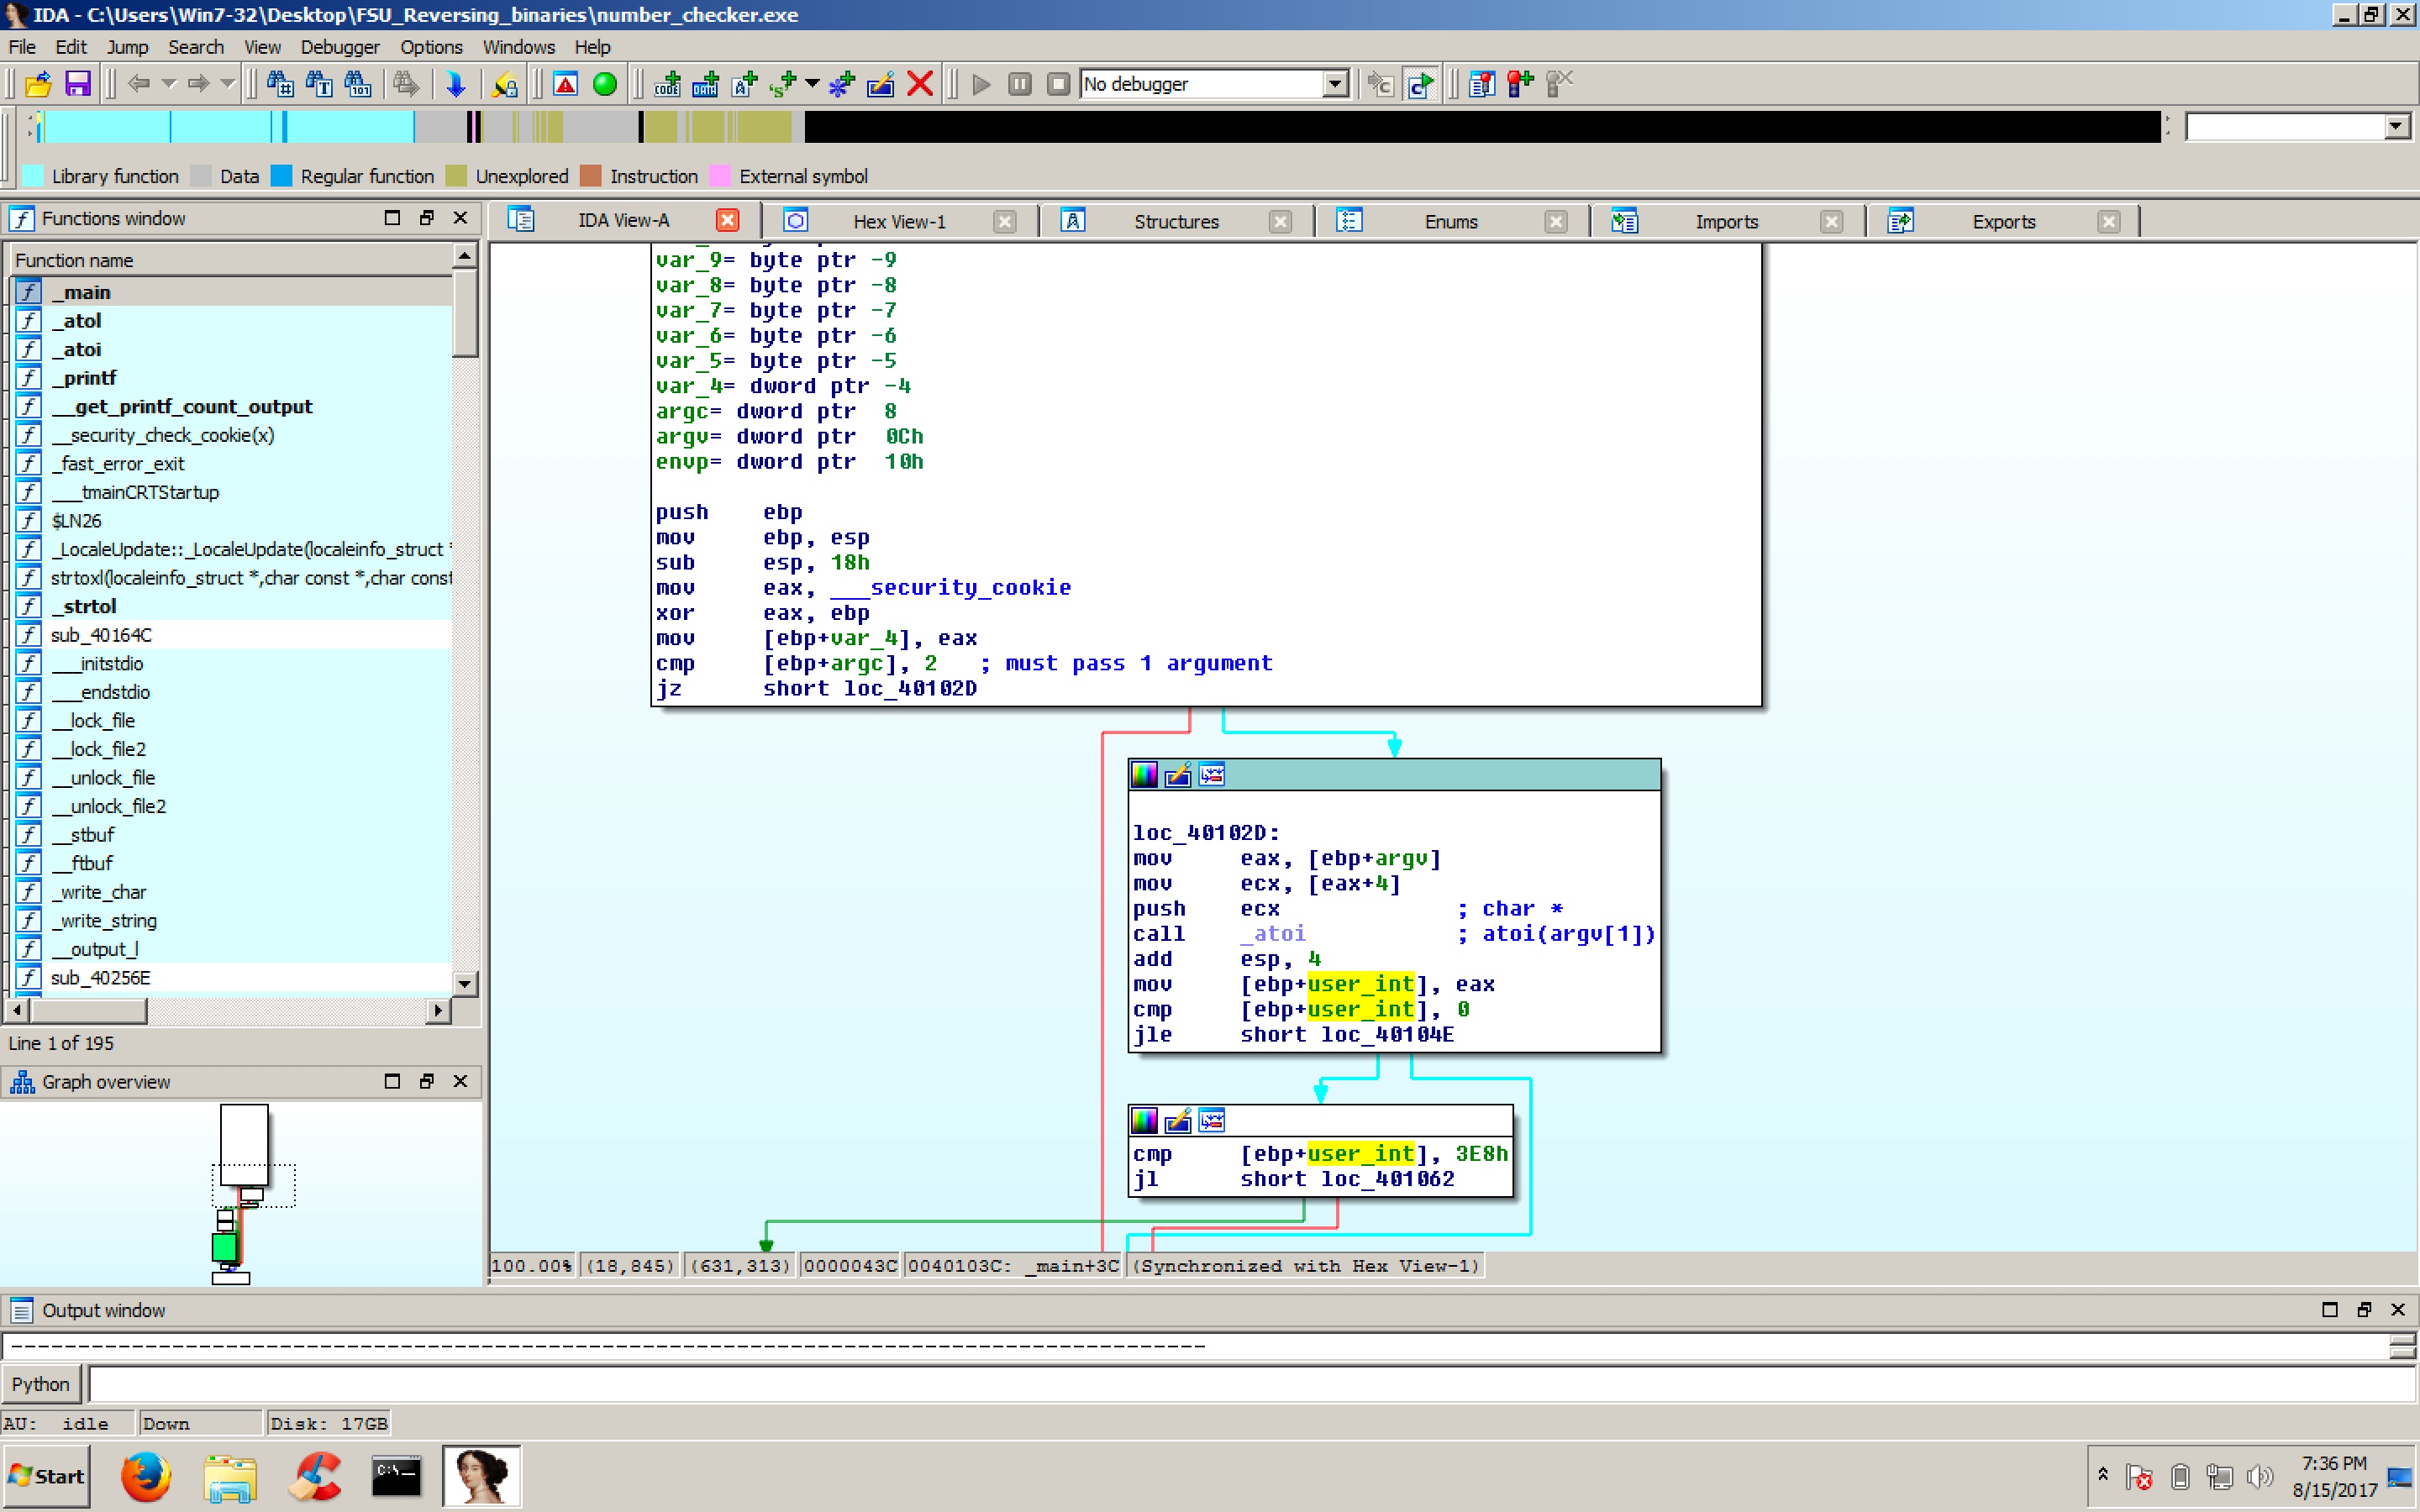 IDA - C:\Users\Win7-32\Desktop\FSU_Reversing_binaries\number_checker.exe
File Edit Jump Search View Debugger Options Windows Help
No debugger
Library function Data Regular function Unexplored Instruction External symbol
Functions window
IDA View-A Hex View-1 Structures Enums Imports Exports
Function name
_main
_atol
_atoi
_printf
__get_printf_count_output
__security_check_cookie(x)
_fast_error_exit
___tmainCRTStartup
$LN26
_LocaleUpdate::_LocaleUpdate(localeinfo_struct *
strtoxl(localeinfo_struct *,char const *,char const
_strtol
sub_40164C
___initstdio
___endstdio
__lock_file
__lock_file2
__unlock_file
__unlock_file2
__stbuf
__ftbuf
_write_char
_write_string
__output_l
sub_40256E
Line 1 of 195
Graph overview
var_9= byte ptr -9
var_8= byte ptr -8
var_7= byte ptr -7
var_6= byte ptr -6
var_5= byte ptr -5
var_4= dword ptr -4
argc= dword ptr 8
argv= dword ptr 0Ch
envp= dword ptr 10h
push ebp
mov ebp, esp
sub esp, 18h
mov eax, ___security_cookie
xor eax, ebp
mov [ebp+var_4], eax
cmp [ebp+argc], 2 ; must pass 1 argument
jz short loc_40102D
loc_40102D:
mov eax, [ebp+argv]
mov ecx, [eax+4]
push ecx ; char *
call _atoi ; atoi(argv[1])
add esp, 4
mov [ebp+user_int], eax
cmp [ebp+user_int], 0
jle short loc_40104E
cmp [ebp+user_int], 3E8h
jl short loc_401062
100.00% (18,845) (631,313) 0000043C 0040103C: _main+3C (Synchronized with Hex View-1)
Output window
Python
AU: idle Down Disk: 17GB
Start
C:\_
7:36 PM
8/15/2017